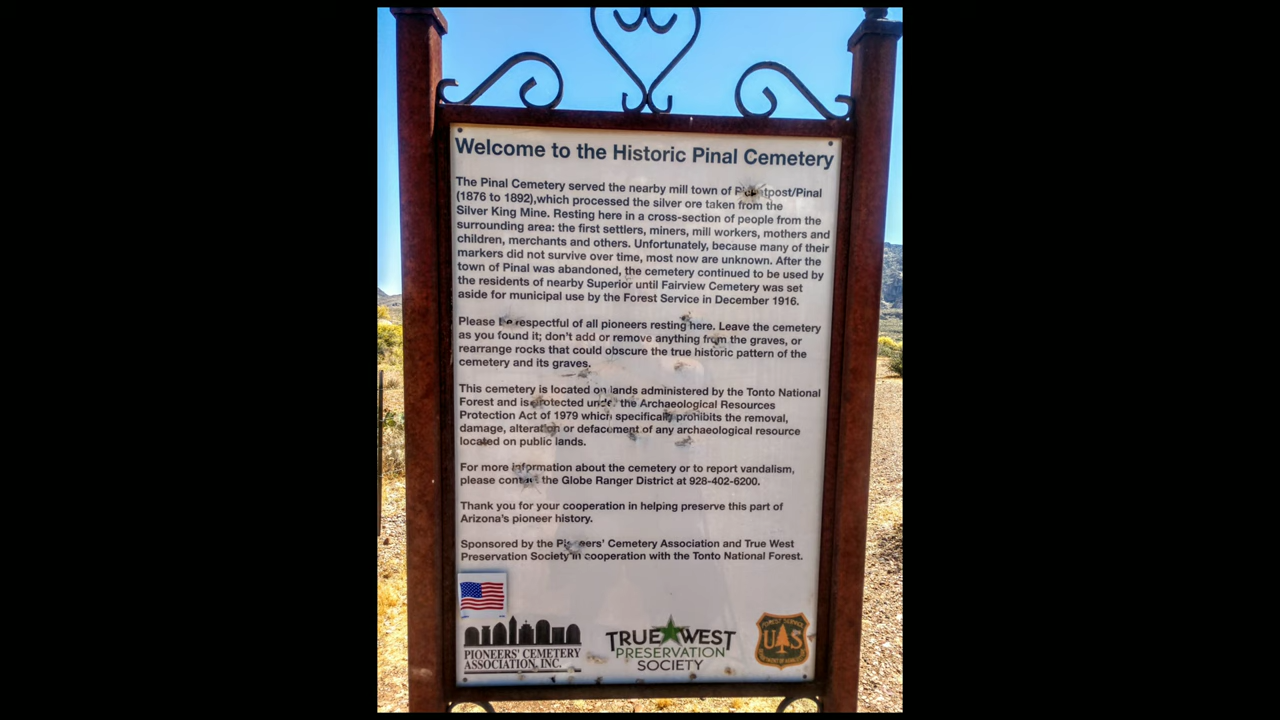 Welcome to the Historic Pinal Cemetery
The Pinal Cemetery served the nearby mill town of Picketpost/Pinal
(1876 to 1892),which processed the silver ore taken from the
Silver King Mine. Resting here in a cross-section of people from the
surrounding area: the first settlers, miners, mill workers, mothers and
children, merchants and others. Unfortunately, because many of their
markers did not survive over time, most now are unknown. After the
town of Pinal was abandoned, the cemetery continued to be used by
the residents of nearby Superior until Fairview Cemetery was set
aside for municipal use by the Forest Service in December 1916.
Please be respectful of all pioneers resting here. Leave the cemetery
as you found it; don't add or remove anything from the graves, or
rearrange rocks that could obscure the true historic pattern of the
cemetery and its graves.
This cemetery is located on lands administered by the Tonto National
Forest and is protected under the Archaeological Resources
Protection Act of 1979 which specifically prohibits the removal,
damage, alteration or defacement of any archaeological resource
located on public lands.
For more information about the cemetery or to report vandalism,
please contact the Globe Ranger District at 928-402-6200.
Thank you for your cooperation in helping preserve this part of
Arizona's pioneer history.
Sponsored by the Pioneers' Cemetery Association and True West
Preservation Society in cooperation with the Tonto National Forest.
PIONEERS' CEMETERY
ASSOCIATION, INC.
TRUE WEST
PRESERVATION
SOCIETY
FOREST SERVICE
U S
DEPARTMENT OF AGRICULTURE